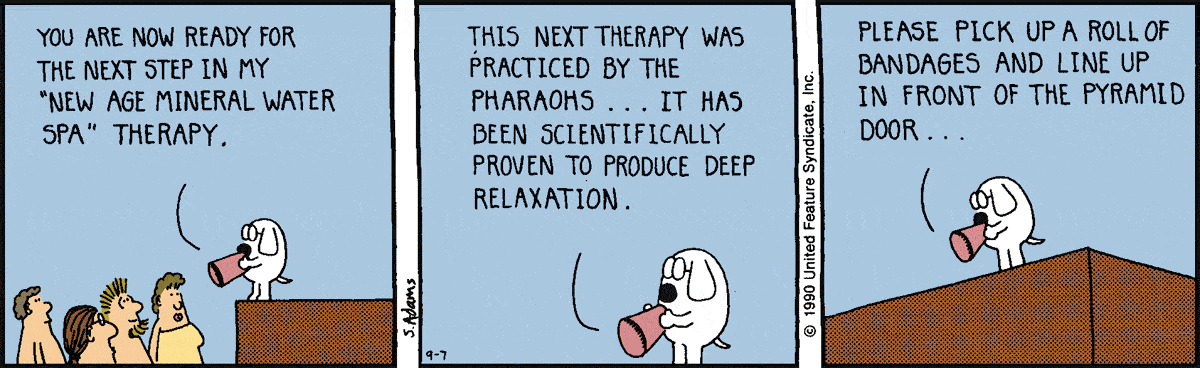 YOU ARE NOW READY FOR
THE NEXT STEP IN MY
"NEW AGE MINERAL WATER
SPA" THERAPY.
THIS NEXT THERAPY WAS
PRACTICED BY THE
PHARAOHS ... IT HAS
BEEN SCIENTIFICALLY
PROVEN TO PRODUCE DEEP
RELAXATION.
PLEASE PICK UP A ROLL OF
BANDAGES AND LINE UP
IN FRONT OF THE PYRAMID
DOOR ...
S. Adams
9-7
© 1990 United Feature Syndicate, Inc.